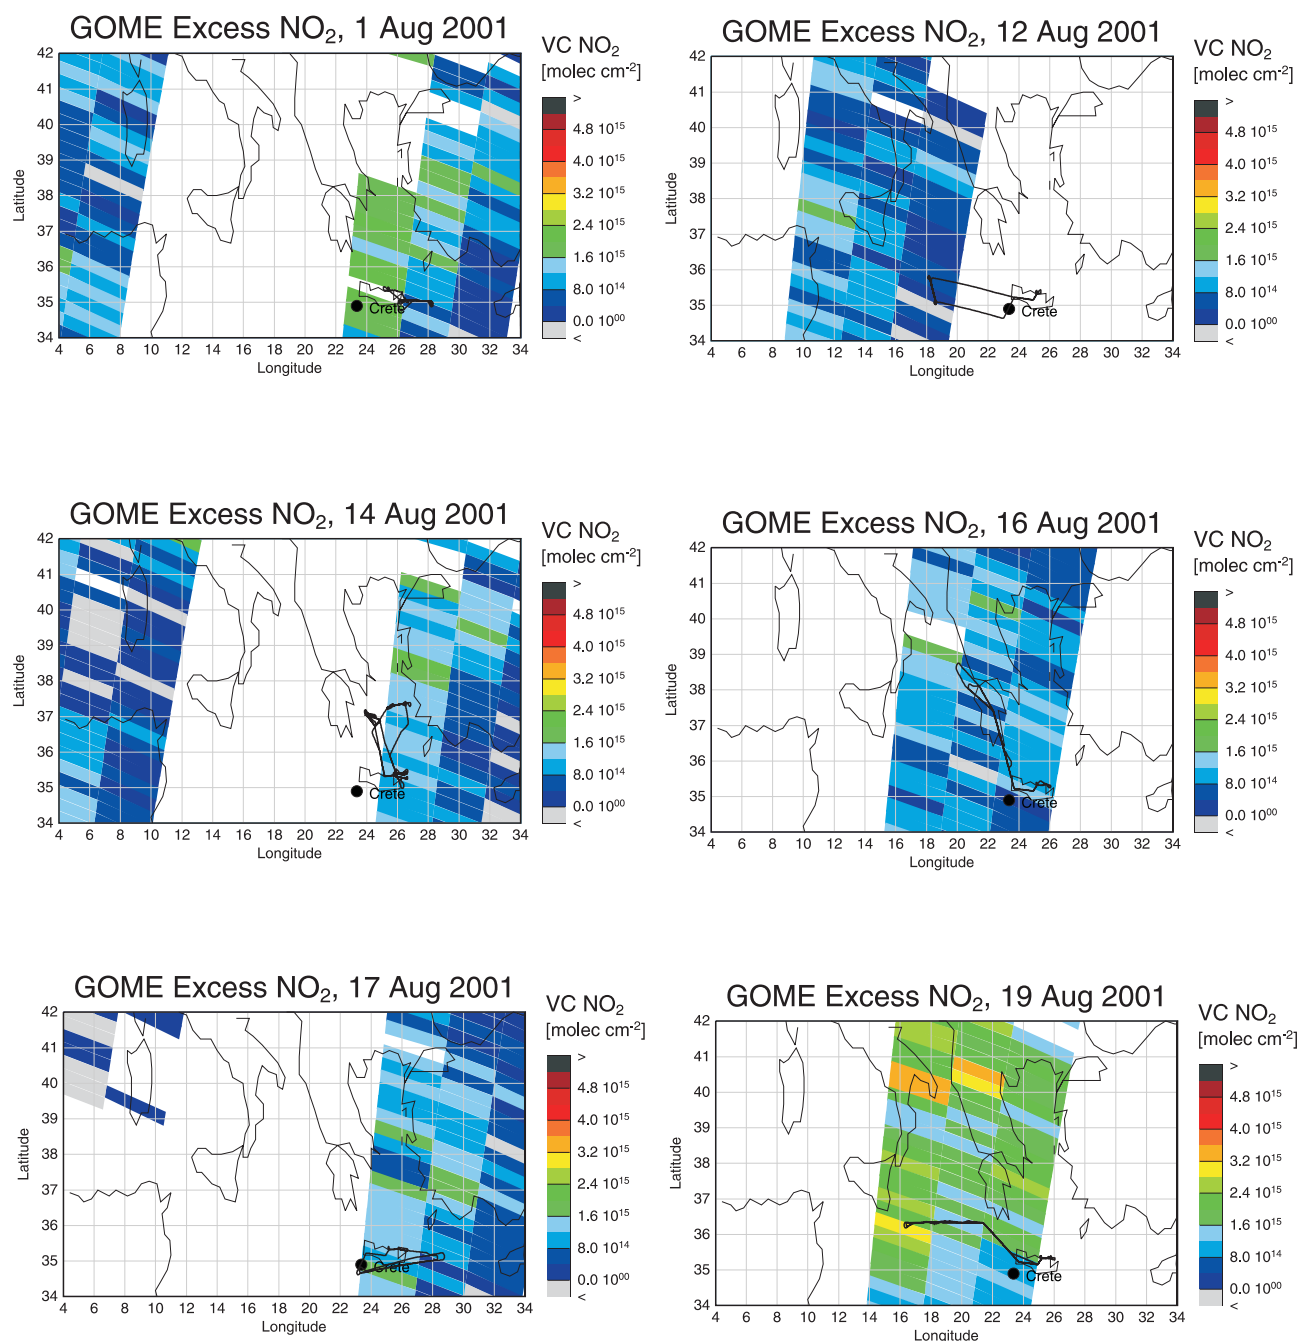 GOME Excess NO2, 1 Aug 2001
VC NO2
[molec cm-2]
>
4.8 10^15
4.0 10^15
3.2 10^15
2.4 10^15
1.6 10^15
8.0 10^14
0.0 10^00
<
Latitude
42
41
40
39
38
37
36
35
34
Crete
4 6 8 10 12 14 16 18 20 22 24 26 28 30 32 34
Longitude
GOME Excess NO2, 12 Aug 2001
VC NO2
[molec cm-2]
>
4.8 10^15
4.0 10^15
3.2 10^15
2.4 10^15
1.6 10^15
8.0 10^14
0.0 10^00
<
Latitude
42
41
40
39
38
37
36
35
34
Crete
4 6 8 10 12 14 16 18 20 22 24 26 28 30 32 34
Longitude
GOME Excess NO2, 14 Aug 2001
VC NO2
[molec cm-2]
>
4.8 10^15
4.0 10^15
3.2 10^15
2.4 10^15
1.6 10^15
8.0 10^14
0.0 10^00
<
Latitude
42
41
40
39
38
37
36
35
34
Crete
4 6 8 10 12 14 16 18 20 22 24 26 28 30 32 34
Longitude
GOME Excess NO2, 16 Aug 2001
VC NO2
[molec cm-2]
>
4.8 10^15
4.0 10^15
3.2 10^15
2.4 10^15
1.6 10^15
8.0 10^14
0.0 10^00
<
Latitude
42
41
40
39
38
37
36
35
34
Crete
4 6 8 10 12 14 16 18 20 22 24 26 28 30 32 34
Longitude
GOME Excess NO2, 17 Aug 2001
VC NO2
[molec cm-2]
>
4.8 10^15
4.0 10^15
3.2 10^15
2.4 10^15
1.6 10^15
8.0 10^14
0.0 10^00
<
Latitude
42
41
40
39
38
37
36
35
34
Crete
4 6 8 10 12 14 16 18 20 22 24 26 28 30 32 34
Longitude
GOME Excess NO2, 19 Aug 2001
VC NO2
[molec cm-2]
>
4.8 10^15
4.0 10^15
3.2 10^15
2.4 10^15
1.6 10^15
8.0 10^14
0.0 10^00
<
Latitude
42
41
40
39
38
37
36
35
34
Crete
4 6 8 10 12 14 16 18 20 22 24 26 28 30 32 34
Longitude